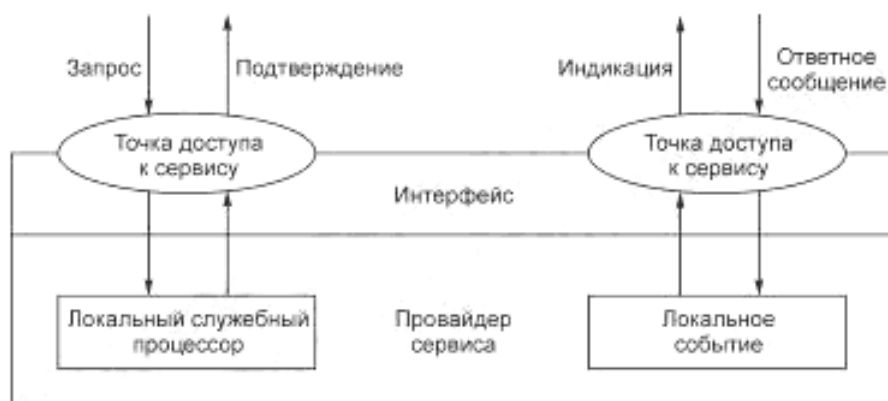 Запрос
Подтверждение
Индикация
Ответное
сообщение
Точка доступа
к сервису
Точка доступа
к сервису
Интерфейс
Локальный служебный
процессор
Провайдер
сервиса
Локальное
событие